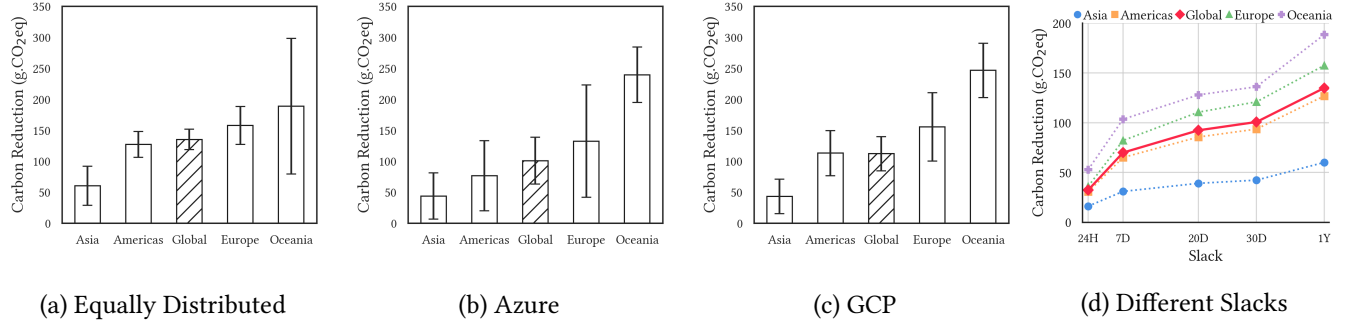 Carbon Reduction (g.CO₂eq)
350
300
250
200
150
100
50
0
Asia Americas Global Europe Oceania
(a) Equally Distributed
Carbon Reduction (g.CO₂eq)
350
300
250
200
150
100
50
0
Asia Americas Global Europe Oceania
(b) Azure
Carbon Reduction (g.CO₂eq)
350
300
250
200
150
100
50
0
Asia Americas Global Europe Oceania
(c) GCP
Asia Americas Global Europe Oceania
Carbon Reduction (g.CO₂eq)
200
150
100
50
0
24H 7D 20D 30D 1Y
Slack
(d) Different Slacks